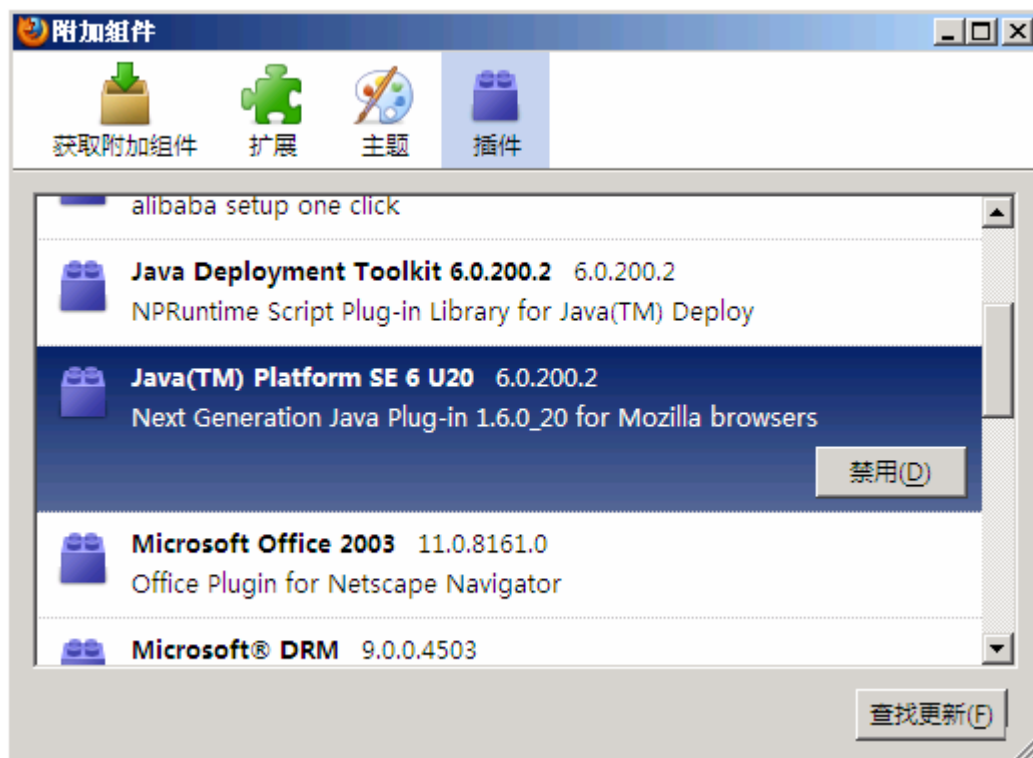 附加组件
获取附加组件 扩展 主题 插件
alibaba setup one click
Java Deployment Toolkit 6.0.200.2 6.0.200.2
NPRuntime Script Plug-in Library for Java(TM) Deploy
Java(TM) Platform SE 6 U20 6.0.200.2
Next Generation Java Plug-in 1.6.0_20 for Mozilla browsers
禁用(D)
Microsoft Office 2003 11.0.8161.0
Office Plugin for Netscape Navigator
Microsoft® DRM 9.0.0.4503
查找更新(F)